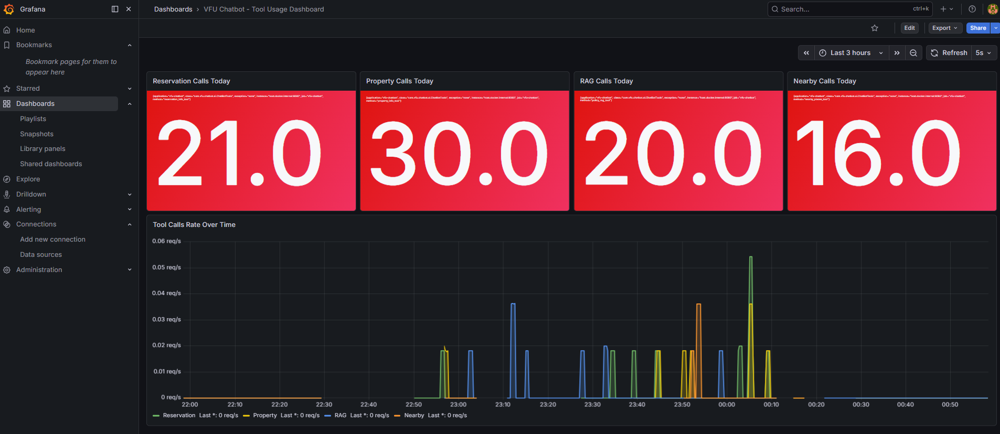 Grafana
Dashboards › VFU Chatbot - Tool Usage Dashboard
Search...
ctrl+k
Home
Bookmarks
Bookmark pages for them to
appear here
Starred
Dashboards
Playlists
Snapshots
Library panels
Shared dashboards
Explore
Drilldown
Alerting
Connections
Add new connection
Data sources
Administration
Edit
Export
Share
Last 3 hours
Refresh
5s
Reservation Calls Today
{application="vfu-chatbot", class="com.vfu.chatbot.ai.ChatBotTools", exception="none", instance="host.docker.internal:8080", job="vfu-chatbot",
method="reservation_info_tool"}
21.0
Property Calls Today
{application="vfu-chatbot", class="com.vfu.chatbot.ai.ChatBotTools", exception="none", instance="host.docker.internal:8080", job="vfu-chatbot",
method="property_info_tool"}
30.0
RAG Calls Today
{application="vfu-chatbot", class="com.vfu.chatbot.ai.ChatBotTools", exception="none", instance="host.docker.internal:8080", job="vfu-chatbot",
method="policy_rag_tool"}
20.0
Nearby Calls Today
{application="vfu-chatbot", class="com.vfu.chatbot.ai.ChatBotTools", exception="none", instance="host.docker.internal:8080", job="vfu-chatbot",
method="nearby_places_tool"}
16.0
Tool Calls Rate Over Time
0.06 req/s
0.05 req/s
0.04 req/s
0.03 req/s
0.02 req/s
0.01 req/s
0 req/s
22:00 22:10 22:20 22:30 22:40 22:50 23:00 23:10 23:20 23:30 23:40 23:50 00:00 00:10 00:20 00:30 00:40 00:50
Reservation Last *: 0 req/s Property Last *: 0 req/s RAG Last *: 0 req/s Nearby Last *: 0 req/s